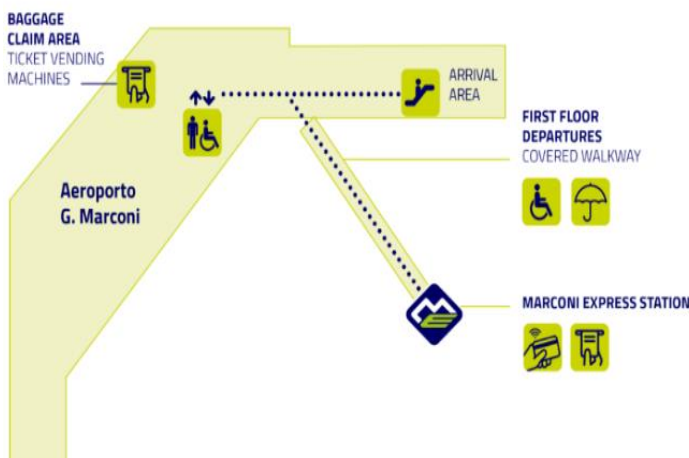 BAGGAGE
CLAIM AREA
TICKET VENDING
MACHINES
ARRIVAL
AREA
FIRST FLOOR
DEPARTURES
COVERED WALKWAY
Aeroporto
G. Marconi
MARCONI EXPRESS STATION